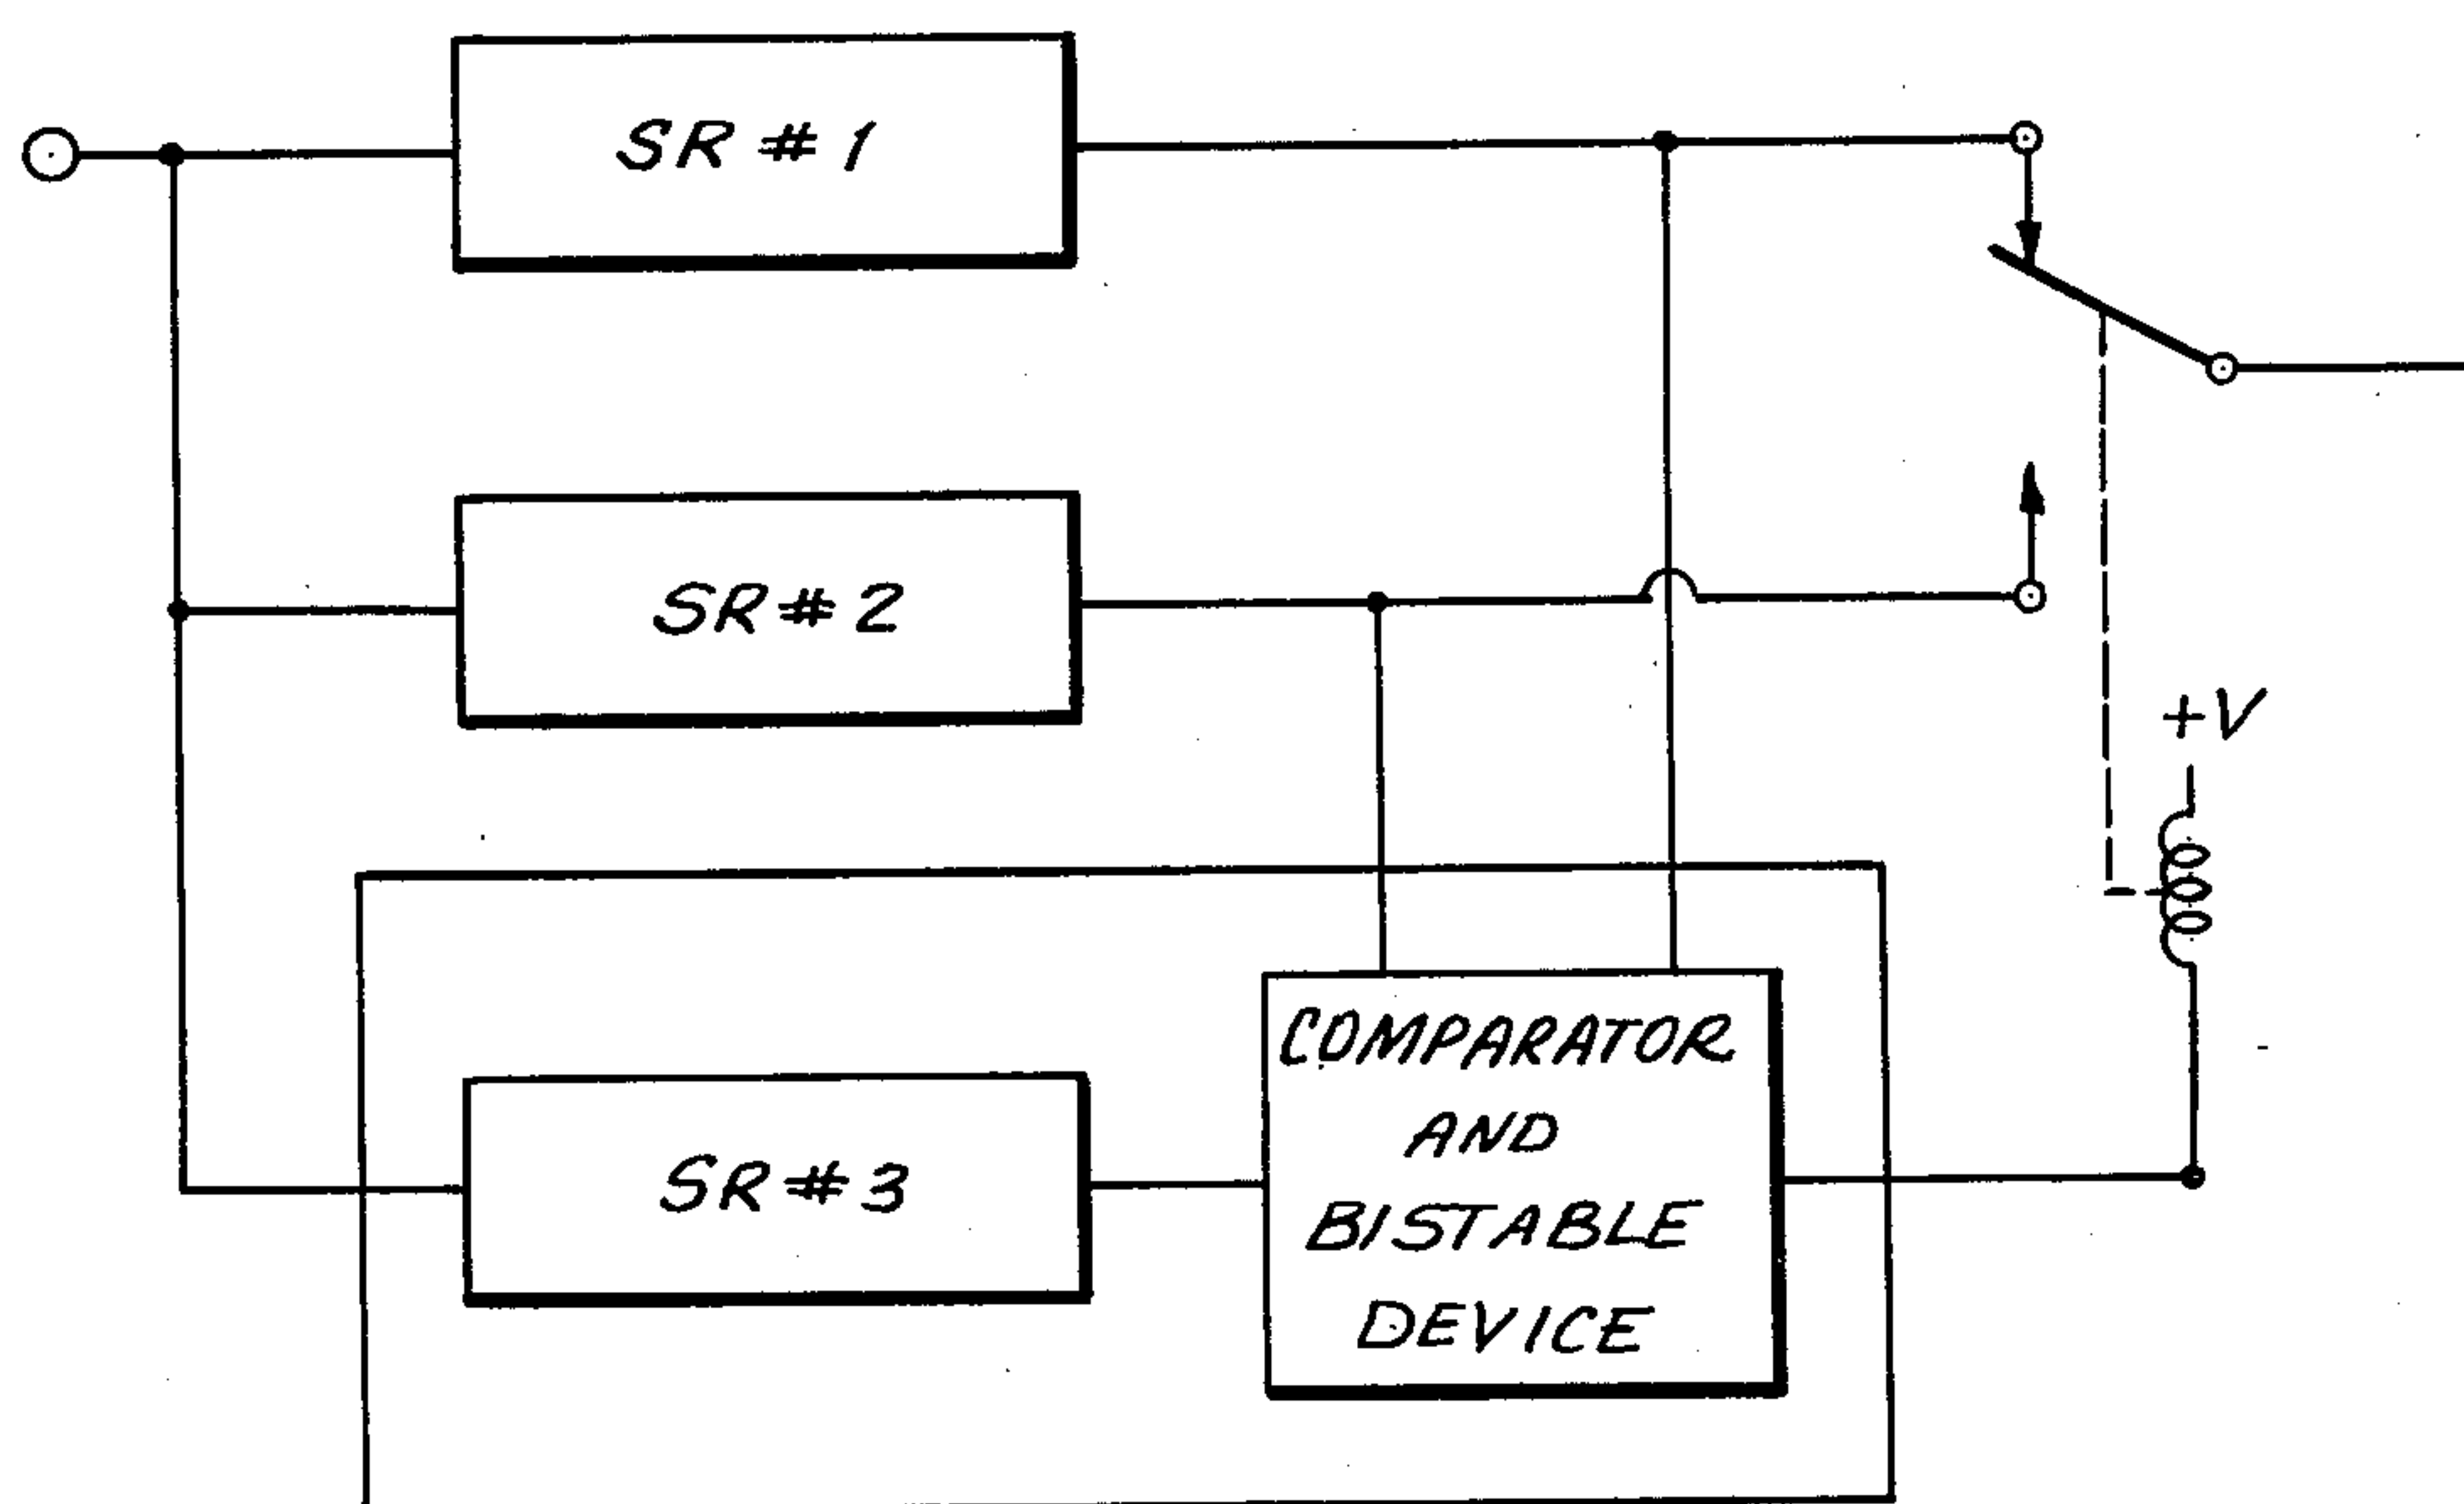 SR # 1
SR # 2
+V
SR # 3
COMPARATOR
AND
BISTABLE
DEVICE